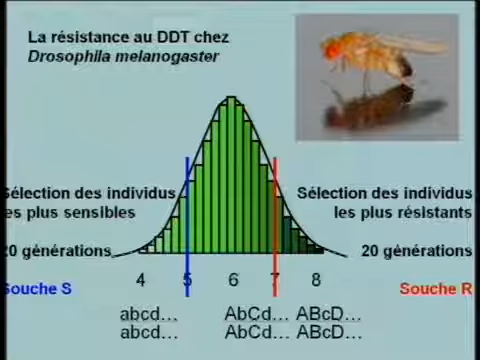 La résistance au DDT chez
Drosophila melanogaster
Sélection des individus
es plus sensibles
20 générations
Souche S
Sélection des individus
les plus résistants
20 générations
Souche R
4 5 6 7 8
abcd... AbCd... ABcD...
abcd... AbCd... ABcD...